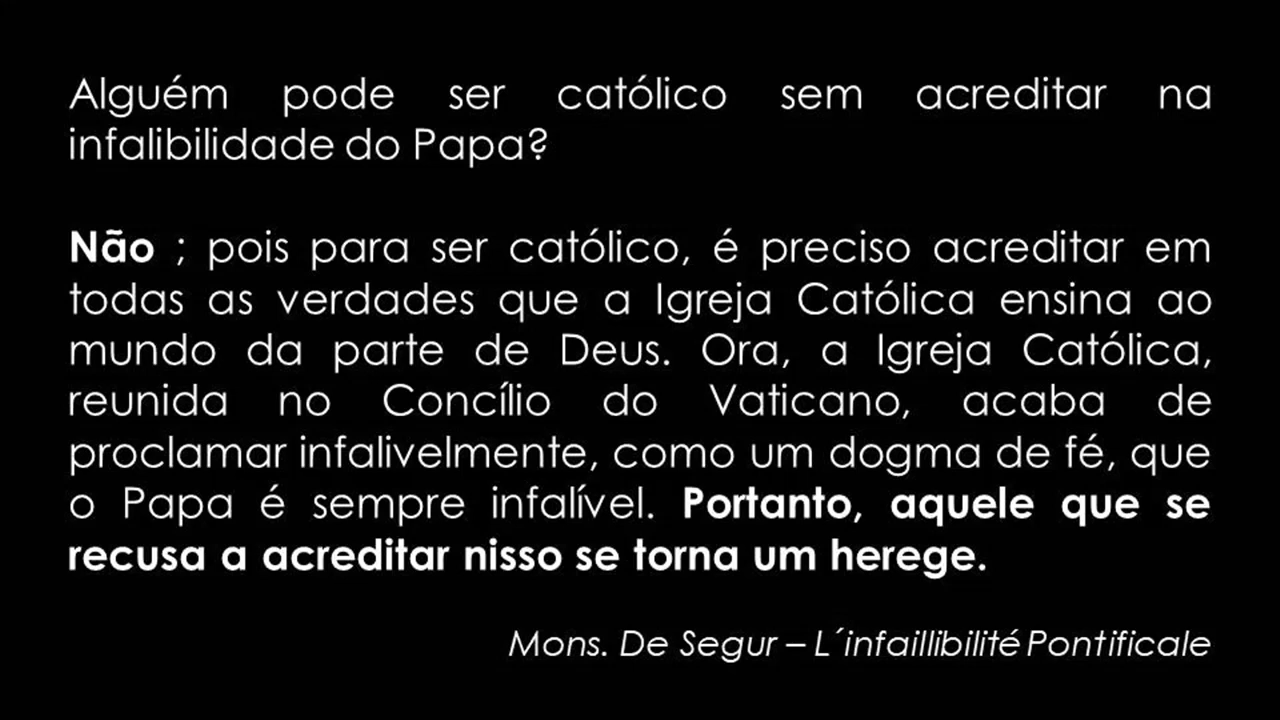 Alguém pode ser católico sem acreditar na
infalibilidade do Papa?
Não ; pois para ser católico, é preciso acreditar em
todas as verdades que a Igreja Católica ensina ao
mundo da parte de Deus. Ora, a Igreja Católica,
reunida no Concílio do Vaticano, acaba de
proclamar infalivelmente, como um dogma de fé, que
o Papa é sempre infalível. Portanto, aquele que se
recusa a acreditar nisso se torna um herege.
Mons. De Segur – L´infaillibilité Pontificale